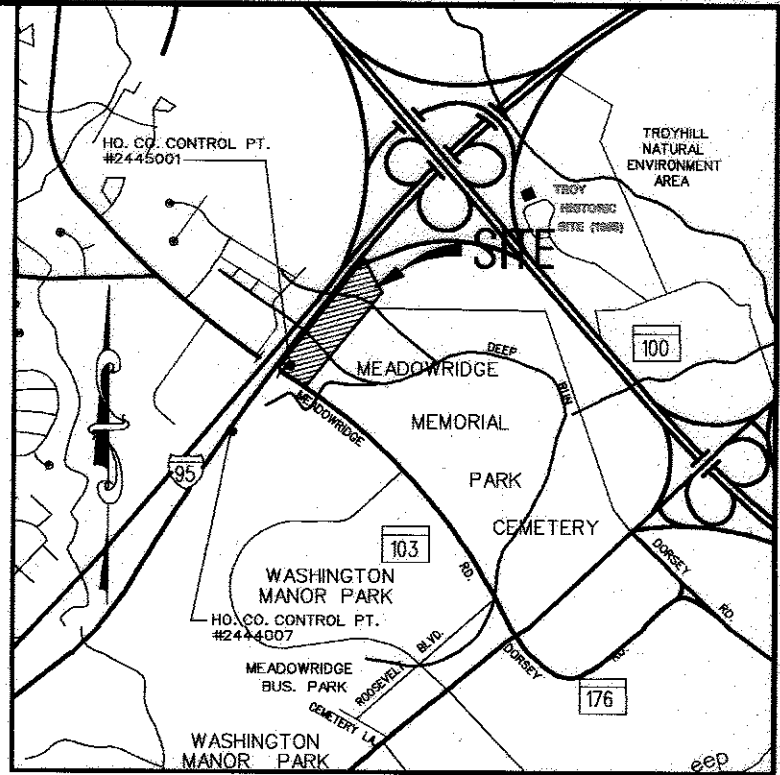 HO. CO. CONTROL PT.
#2445001
TROYHILL
NATURAL
ENVIRONMENT
AREA
TROY
HISTORIC
SITE
SITE
100
MEADOWRIDGE
DEEP
RUN
MEADOWRIDGE
MEMORIAL
PARK
CEMETERY
95
103
RD.
DORSEY
RD.
WASHINGTON
MANOR PARK
HO. CO. CONTROL PT.
#2444007
MEADOWRIDGE
BUS. PARK
ROOSEVELT BLVD.
DORSEY
RD.
176
CEMETERY LA.
WASHINGTON
MANOR PARK
eep